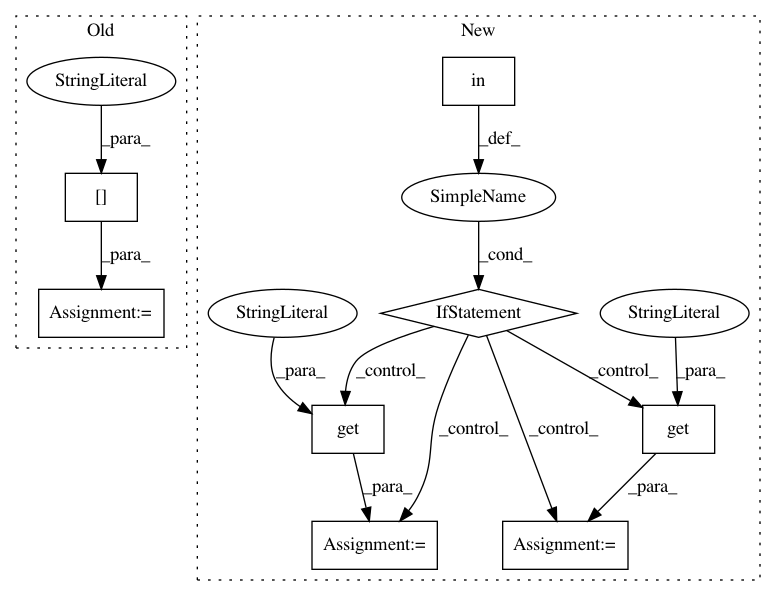 Old
New
StringLiteral
in
_para_
_def_
[]
SimpleName
_para_
_cond_
Assignment:=
StringLiteral
IfStatement
StringLiteral
_para_
_control_
_control_
_para_
get
_control_
_control_
get
_para_
_para_
Assignment:=
Assignment:=